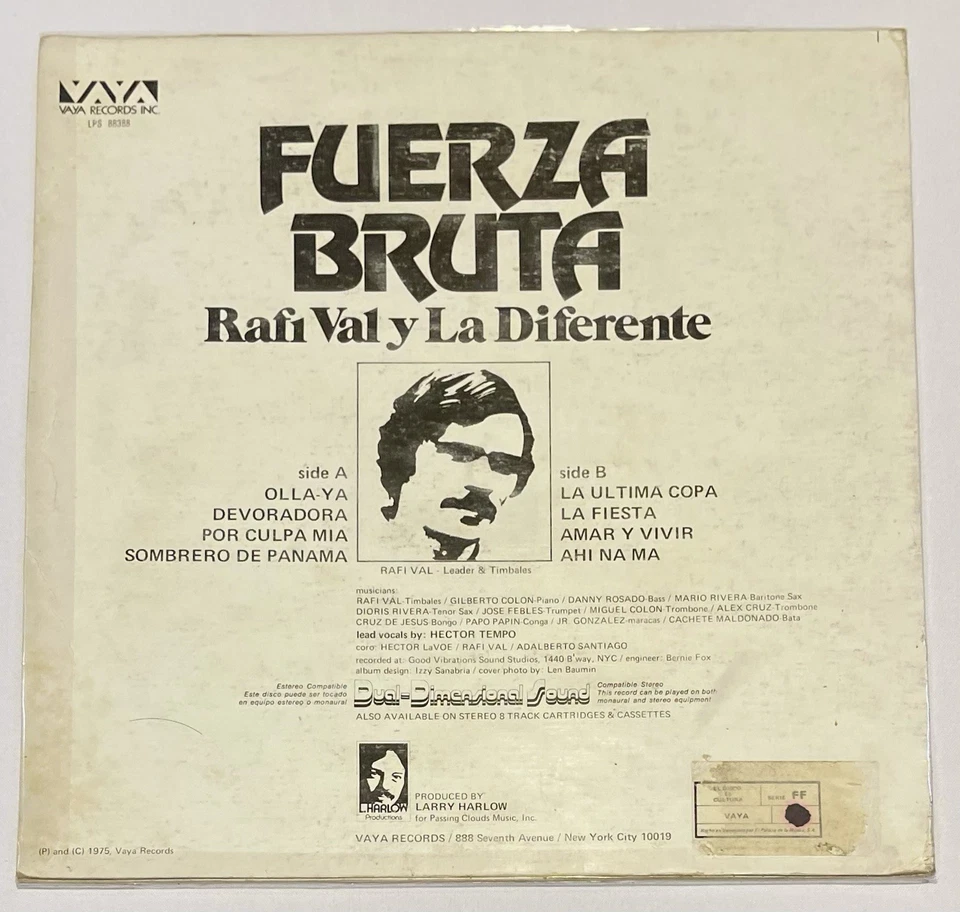 VAYA
VAYA RECORDS INC.
LPS 88388
FUERZA
BRUTA
Rafi Val y La Diferente
side A
OLLA-YA
DEVORADORA
POR CULPA MIA
SOMBRERO DE PANAMA
side B
LA ULTIMA COPA
LA FIESTA
AMAR Y VIVIR
AHI NA MA
RAFI VAL - Leader & Timbales
musicians:
RAFI VAL-Timbales / GILBERTO COLON-Piano / DANNY ROSADO-Bass / MARIO RIVERA-Baritone Sax
DIORIS RIVERA-Tenor Sax / JOSE FEBLES-Trumpet / MIGUEL COLON-Trombone / ALEX CRUZ-Trombone
CRUZ DE JESUS-Bongo / PAPO PAPIN-Conga / JR. GONZALEZ-maracas / CACHETE MALDONADO-Bata
lead vocals by: HECTOR TEMPO
coro: HECTOR LaVOE / RAFI VAL / ADALBERTO SANTIAGO
recorded at: Good Vibrations Sound Studios, 1440 B'way, NYC / engineer: Bernie Fox
album design: Izzy Sanabria / cover photo by: Len Baumin
Estereo Compatible
Este disco puede ser tocado
en equipo estereo o monaural
Dual-Dimensional Sound
Compatible Stereo
This record can be played on both
monaural and stereo equipment
ALSO AVAILABLE ON STEREO 8 TRACK CARTRIDGES & CASSETTES
L.HARLOW
Productions
PRODUCED BY
LARRY HARLOW
for Passing Clouds Music, Inc.
EL DISCO
ES
CULTURA
SERIE FF
VAYA
VAYA RECORDS / 888 Seventh Avenue / New York City 10019
(P) and (C) 1975, Vaya Records